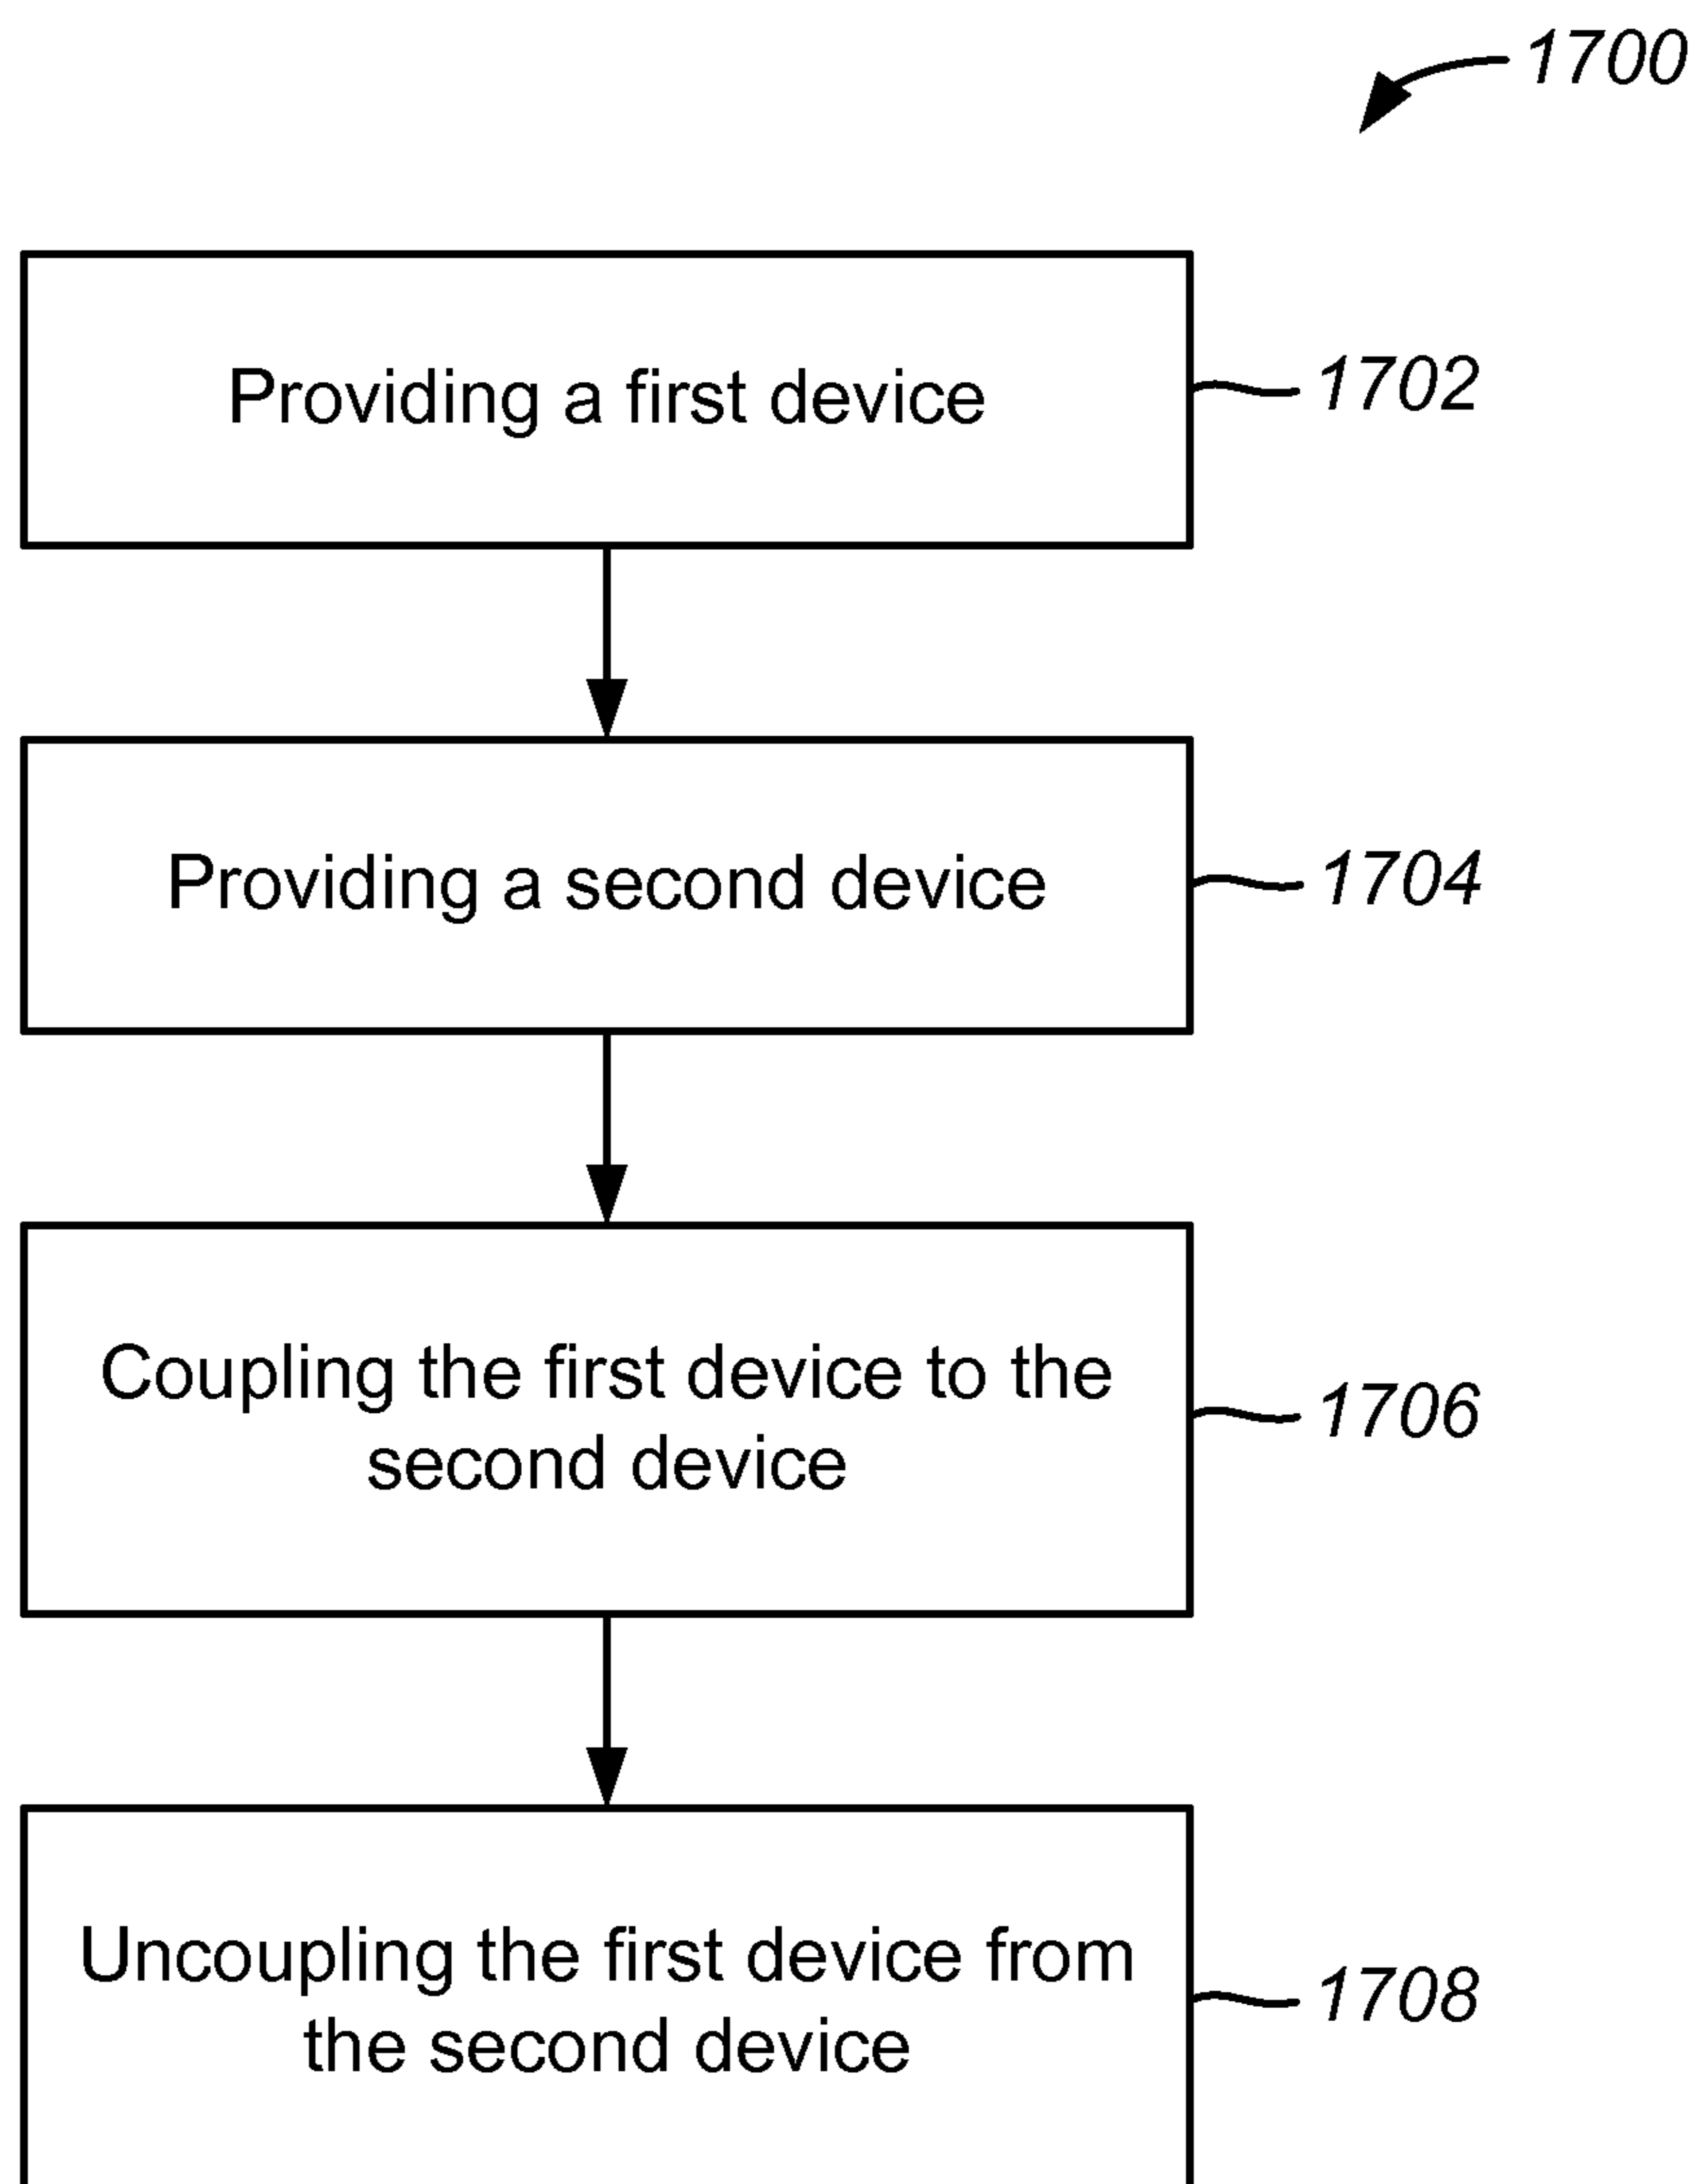 1700
Providing a first device
1702
Providing a second device
1704
Coupling the first device to the
second device
1706
Uncoupling the first device from
the second device
1708